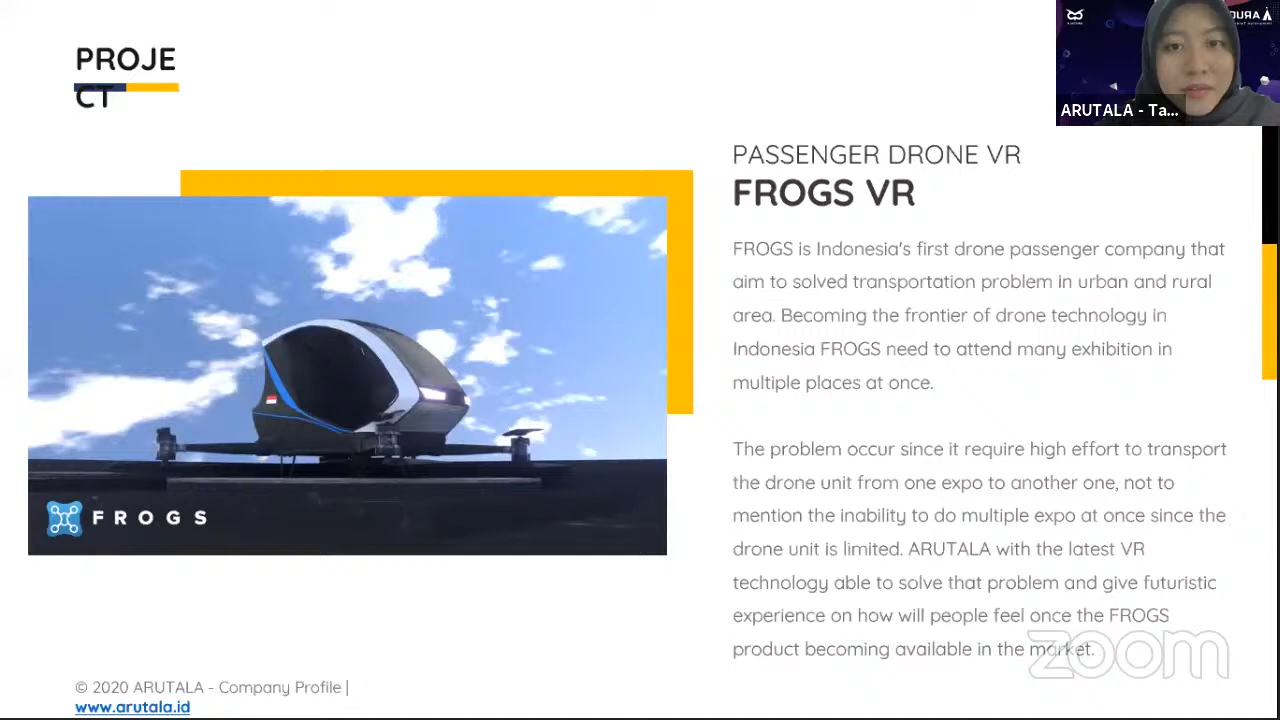 PROJE
CT
ARUTALA - Ta...
PASSENGER DRONE VR
FROGS VR
FROGS is Indonesia's first drone passenger company that
aim to solved transportation problem in urban and rural
area. Becoming the frontier of drone technology in
Indonesia FROGS need to attend many exhibition in
multiple places at once.
The problem occur since it require high effort to transport
the drone unit from one expo to another one, not to
mention the inability to do multiple expo at once since the
drone unit is limited. ARUTALA with the latest VR
technology able to solve that problem and give futuristic
experience on how will people feel once the FROGS
product becoming available in the market.
FROGS
zoom
© 2020 ARUTALA - Company Profile |
www.arutala.id